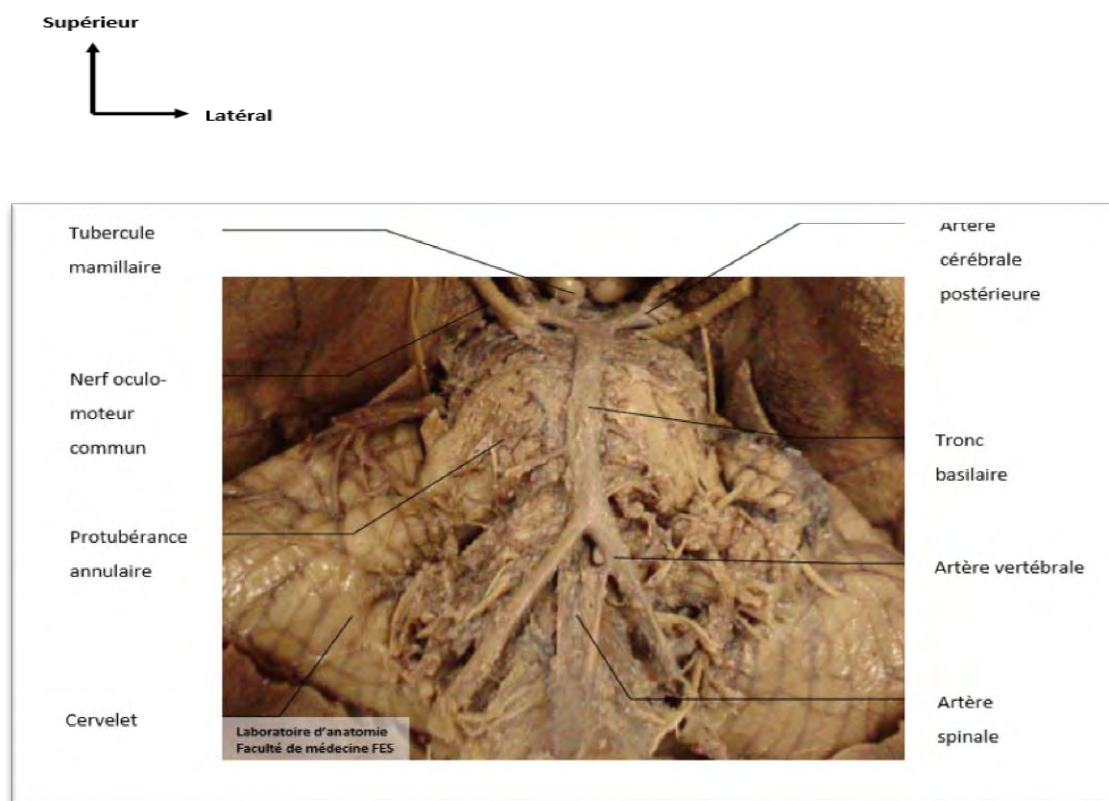 Supérieur
Latéral
Tubercule
mamillaire
Nerf oculo-
moteur
commun
Protubérance
annulaire
Cervelet
Artère
cérébrale
postérieure
Tronc
basilaire
Artère vertébrale
Artère
spinale
Laboratoire d'anatomie
Faculté de médecine FES